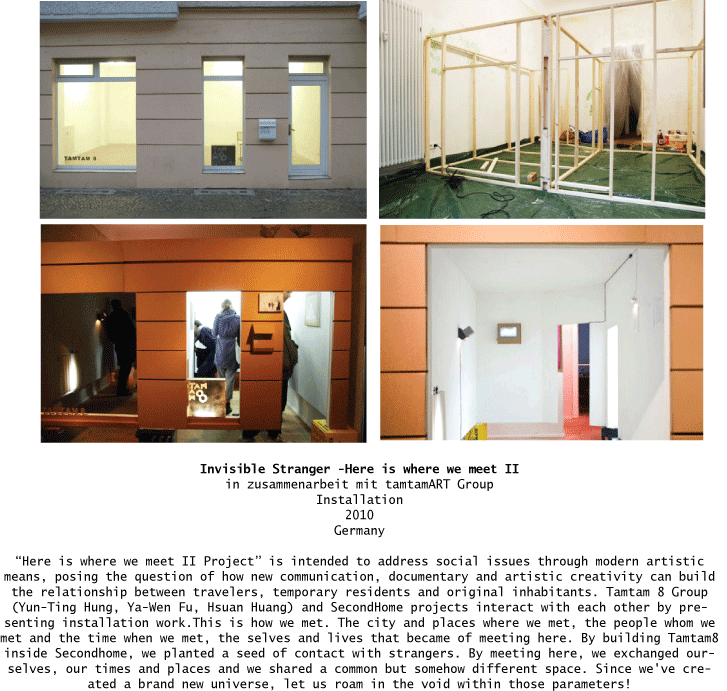 TAMTAM 8
Invisible Stranger -Here is where we meet II
in zusammenarbeit mit tamtamART Group
Installation
2010
Germany
“Here is where we meet II Project” is intended to address social issues through modern artistic
means, posing the question of how new communication, documentary and artistic creativity can build
the relationship between travelers, temporary residents and original inhabitants. Tamtam 8 Group
(Yun-Ting Hung, Ya-Wen Fu, Hsuan Huang) and SecondHome projects interact with each other by pre-
senting installation work.This is how we met. The city and places where we met, the people whom we
met and the time when we met, the selves and lives that became of meeting here. By building Tamtam8
inside Secondhome, we planted a seed of contact with strangers. By meeting here, we exchanged our-
selves, our times and places and we shared a common but somehow different space. Since we've cre-
ated a brand new universe, let us roam in the void within those parameters!